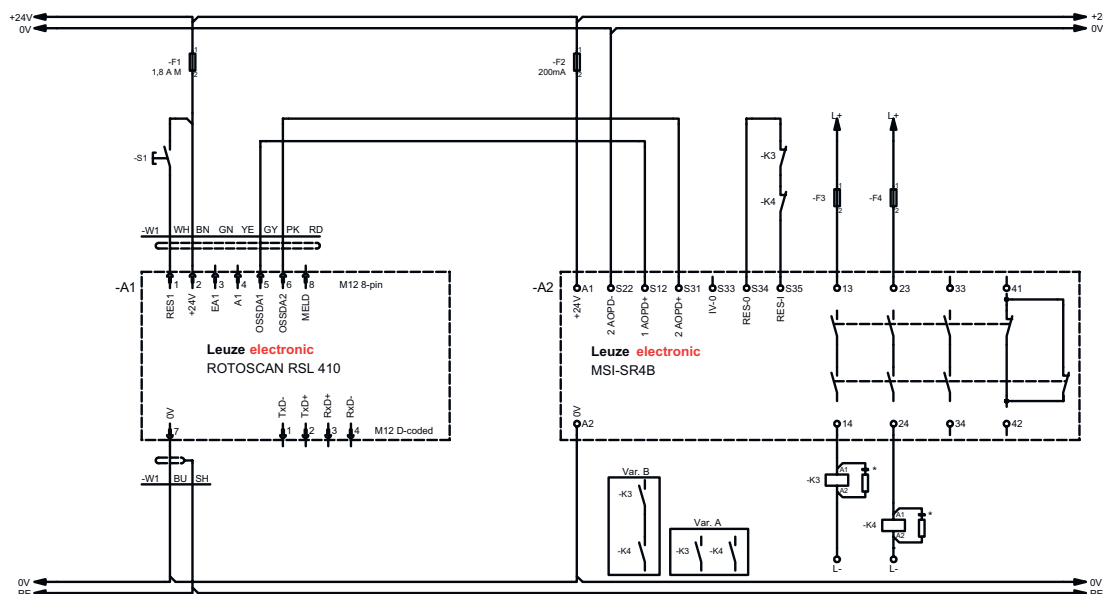 +24V
+2
0V
0V
-F1
1,8 A M
1
2
-F2
200mA
1
2
L+
L+
-S1
-K3
-K4
-F3
1
2
-F4
1
2
-W1 WH BN GN YE GY PK RD
-A1
1 2 3 4 5 6 8 M12 8-pin
RES1
+24V
EA1
A1
OSSDA1
OSSDA2
MELD
Leuze electronic
ROTOSCAN RSL 410
0V
TxD-
TxD+
RxD+
RxD-
7 1 2 3 4 M12 D-coded
-W1 BU SH
-A2
A1 S22 S12 S31 S33 S34 S35 13 23 33 41
+24V
2 AOPD-
1 AOPD+
2 AOPD+
IV-0
RES-0
RES-I
Leuze electronic
MSI-SR4B
0V
A2 14 24 34 42
Var. B
-K3
-K4
Var. A
-K3 -K4
-K3
A1
A2
*
-K4
A1
A2
*
L-
L-
0V
0V